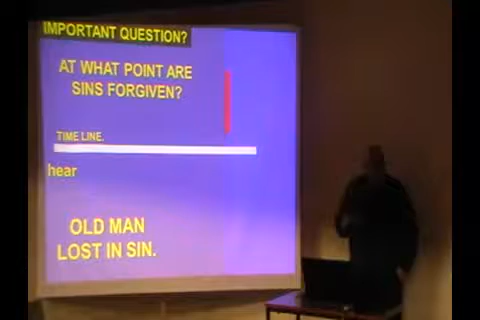 IMPORTANT QUESTION?
AT WHAT POINT ARE
SINS FORGIVEN?
TIME LINE.
hear
OLD MAN
LOST IN SIN.